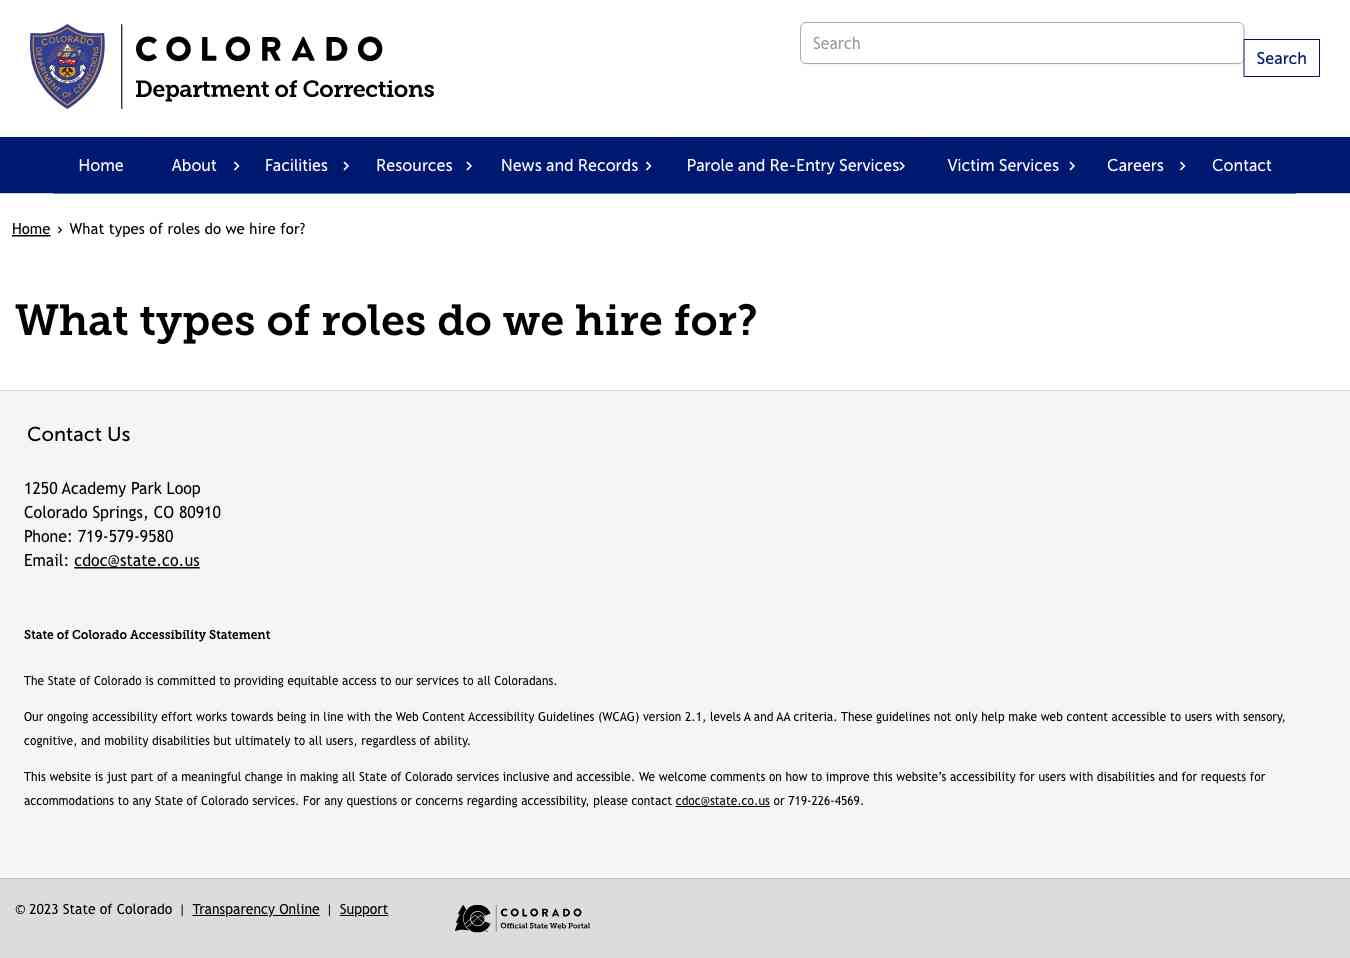 COLORADO
Department of Corrections
Search
Search
Home About Facilities Resources News and Records Parole and Re-Entry Services Victim Services Careers Contact
Home › What types of roles do we hire for?
What types of roles do we hire for?
Contact Us
1250 Academy Park Loop
Colorado Springs, CO 80910
Phone: 719-579-9580
Email: cdoc@state.co.us
State of Colorado Accessibility Statement
The State of Colorado is committed to providing equitable access to our services to all Coloradans.
Our ongoing accessibility effort works towards being in line with the Web Content Accessibility Guidelines (WCAG) version 2.1, levels A and AA criteria. These guidelines not only help make web content accessible to users with sensory,
cognitive, and mobility disabilities but ultimately to all users, regardless of ability.
This website is just part of a meaningful change in making all State of Colorado services inclusive and accessible. We welcome comments on how to improve this website's accessibility for users with disabilities and for requests for
accommodations to any State of Colorado services. For any questions or concerns regarding accessibility, please contact cdoc@state.co.us or 719-226-4569.
© 2023 State of Colorado | Transparency Online | Support
COLORADO
Official State Web Portal